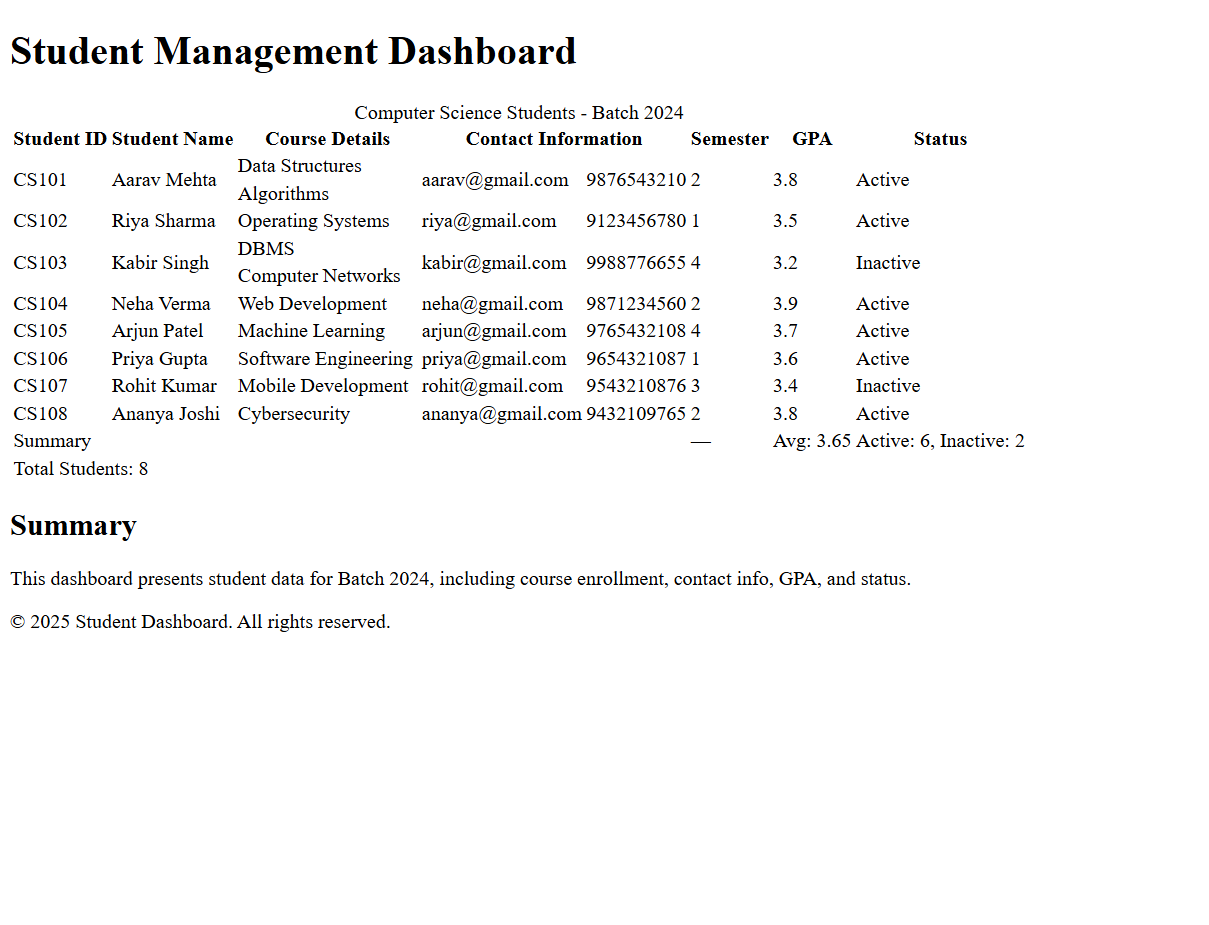 Student Management Dashboard
Computer Science Students - Batch 2024
Student ID Student Name Course Details Contact Information Semester GPA Status
CS101 Aarav Mehta Data Structures Algorithms aarav@gmail.com 9876543210 2 3.8 Active
CS102 Riya Sharma Operating Systems riya@gmail.com 9123456780 1 3.5 Active
CS103 Kabir Singh DBMS Computer Networks kabir@gmail.com 9988776655 4 3.2 Inactive
CS104 Neha Verma Web Development neha@gmail.com 9871234560 2 3.9 Active
CS105 Arjun Patel Machine Learning arjun@gmail.com 9765432108 4 3.7 Active
CS106 Priya Gupta Software Engineering priya@gmail.com 9654321087 1 3.6 Active
CS107 Rohit Kumar Mobile Development rohit@gmail.com 9543210876 3 3.4 Inactive
CS108 Ananya Joshi Cybersecurity ananya@gmail.com 9432109765 2 3.8 Active
Summary — Avg: 3.65 Active: 6, Inactive: 2
Total Students: 8
Summary
This dashboard presents student data for Batch 2024, including course enrollment, contact info, GPA, and status.
© 2025 Student Dashboard. All rights reserved.